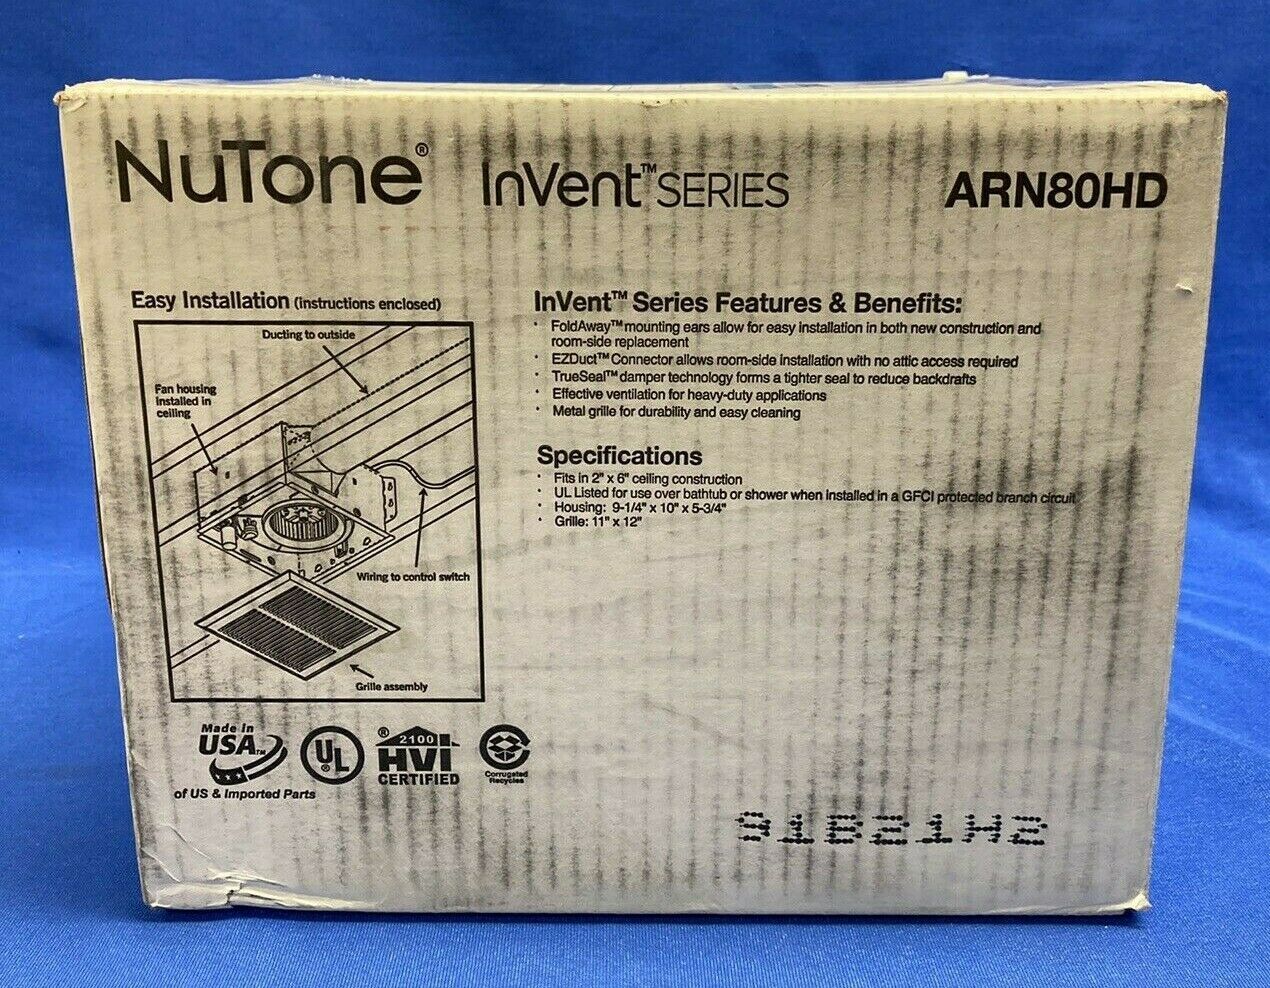 NuTone® InVent™ SERIES ARN80HD
Easy Installation (instructions enclosed)
Ducting to outside
Fan housing
installed in
ceiling
Wiring to control switch
Grille assembly
InVent™ Series Features & Benefits:
· FoldAway™ mounting ears allow for easy installation in both new construction and
room-side replacement
· EZDuct™ Connector allows room-side installation with no attic access required
· TrueSeal™ damper technology forms a tighter seal to reduce backdrafts
· Effective ventilation for heavy-duty applications
· Metal grille for durability and easy cleaning
Specifications
· Fits in 2" x 6" ceiling construction
· UL Listed for use over bathtub or shower when installed in a GFCI protected branch circuit
· Housing: 9-1/4" x 10" x 5-3/4"
· Grille: 11" x 12"
Made in
USA™
of US & Imported Parts
UL®
®
2100
HVI
CERTIFIED
Corrugated
Recycles